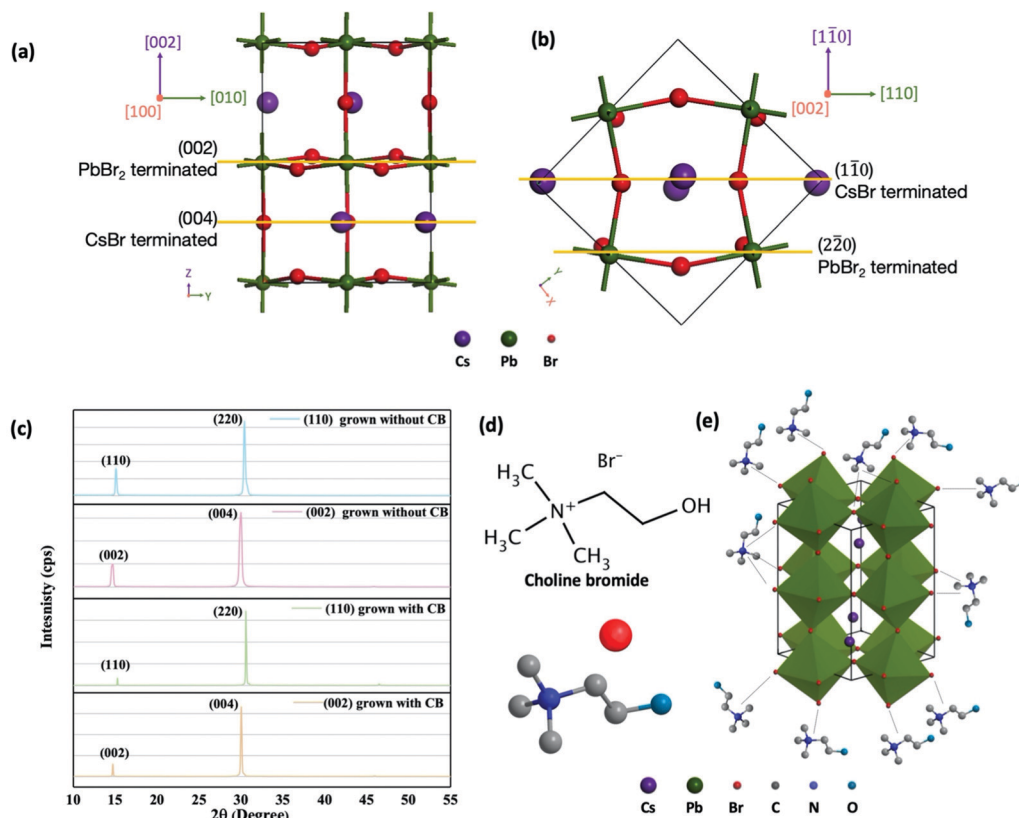 (a)
[002]
[100]
[010]
(002)
PbBr₂ terminated
(004)
CsBr terminated
Z
Y
(b)
[11̄0]
[002]
[110]
(11̄0)
CsBr terminated
(22̄0)
PbBr₂ terminated
Y
X
Cs Pb Br
(c)
(220) (110) grown without CB
(110)
(004) (002) grown without CB
(002)
(220) (110) grown with CB
(110)
(004) (002) grown with CB
(002)
Intesnisty (cps)
10 15 20 25 30 35 40 45 50 55
2θ (Degree)
(d)
Br⁻
H₃C
N⁺
OH
H₃C
CH₃
Choline bromide
(e)
Cs Pb Br C N O